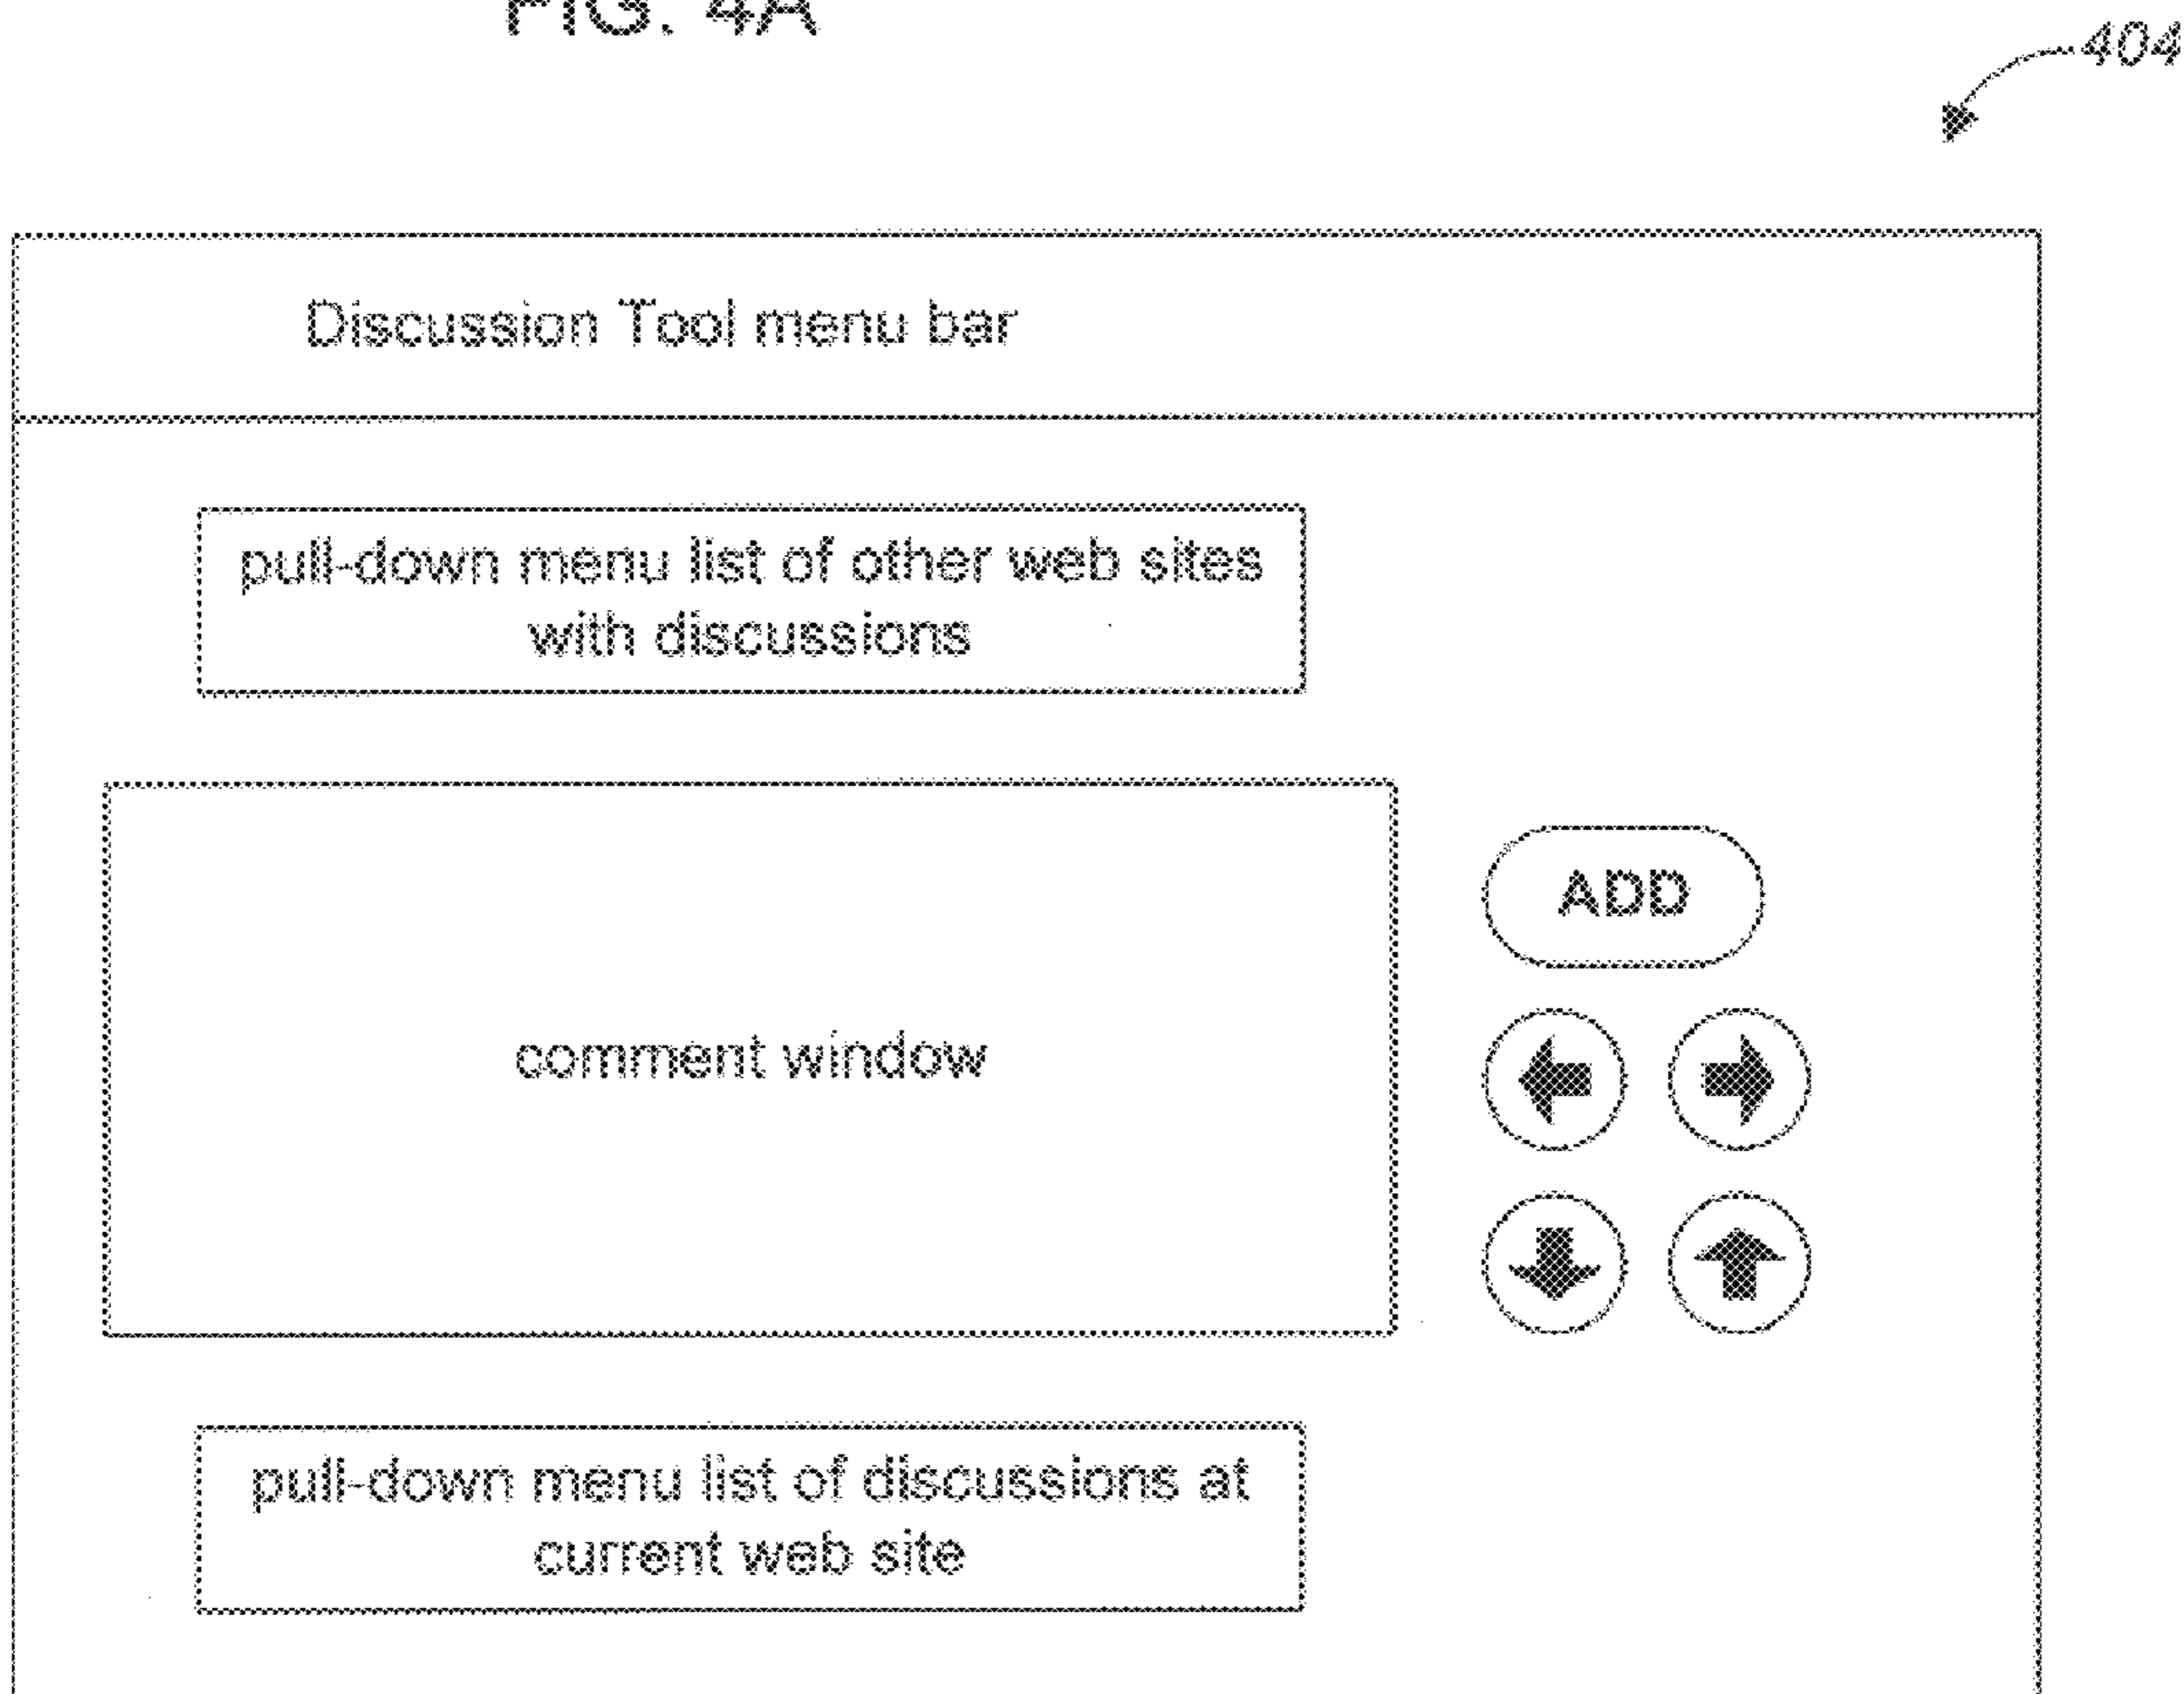 FIG. 4A
404
Discussion Tool menu bar
pull-down menu list of other web sites
with discussions
ADD
comment window
pull-down menu list of discussions at
current web site